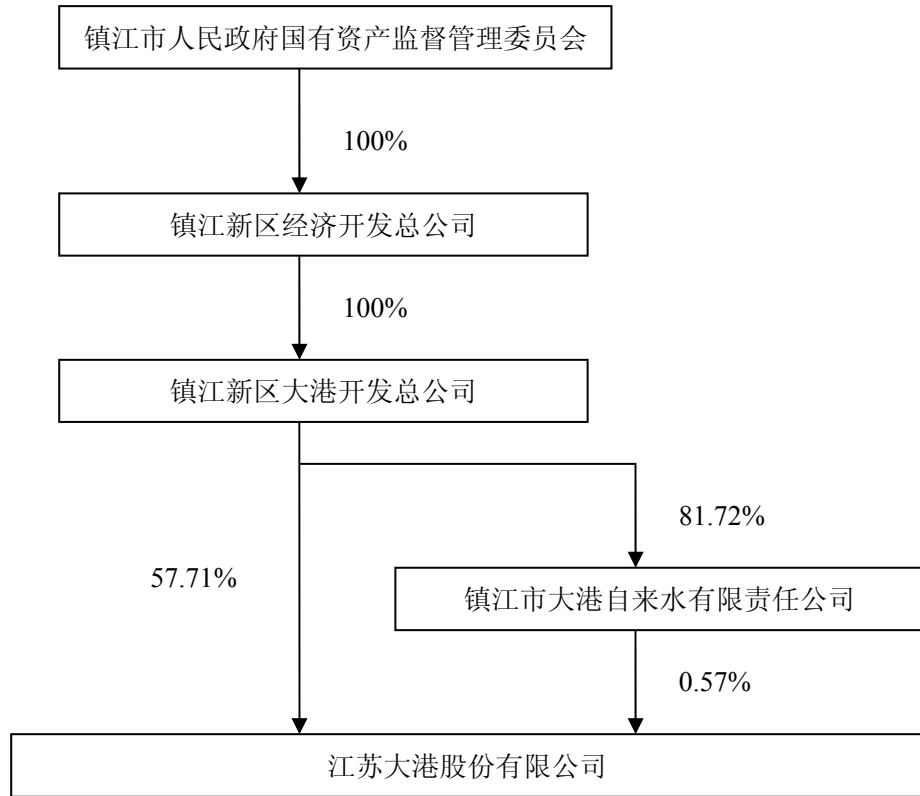 镇江市人民政府国有资产监督管理委员会
100%
镇江新区经济开发总公司
100%
镇江新区大港开发总公司
81.72%
57.71%
镇江市大港自来水有限责任公司
0.57%
江苏大港股份有限公司